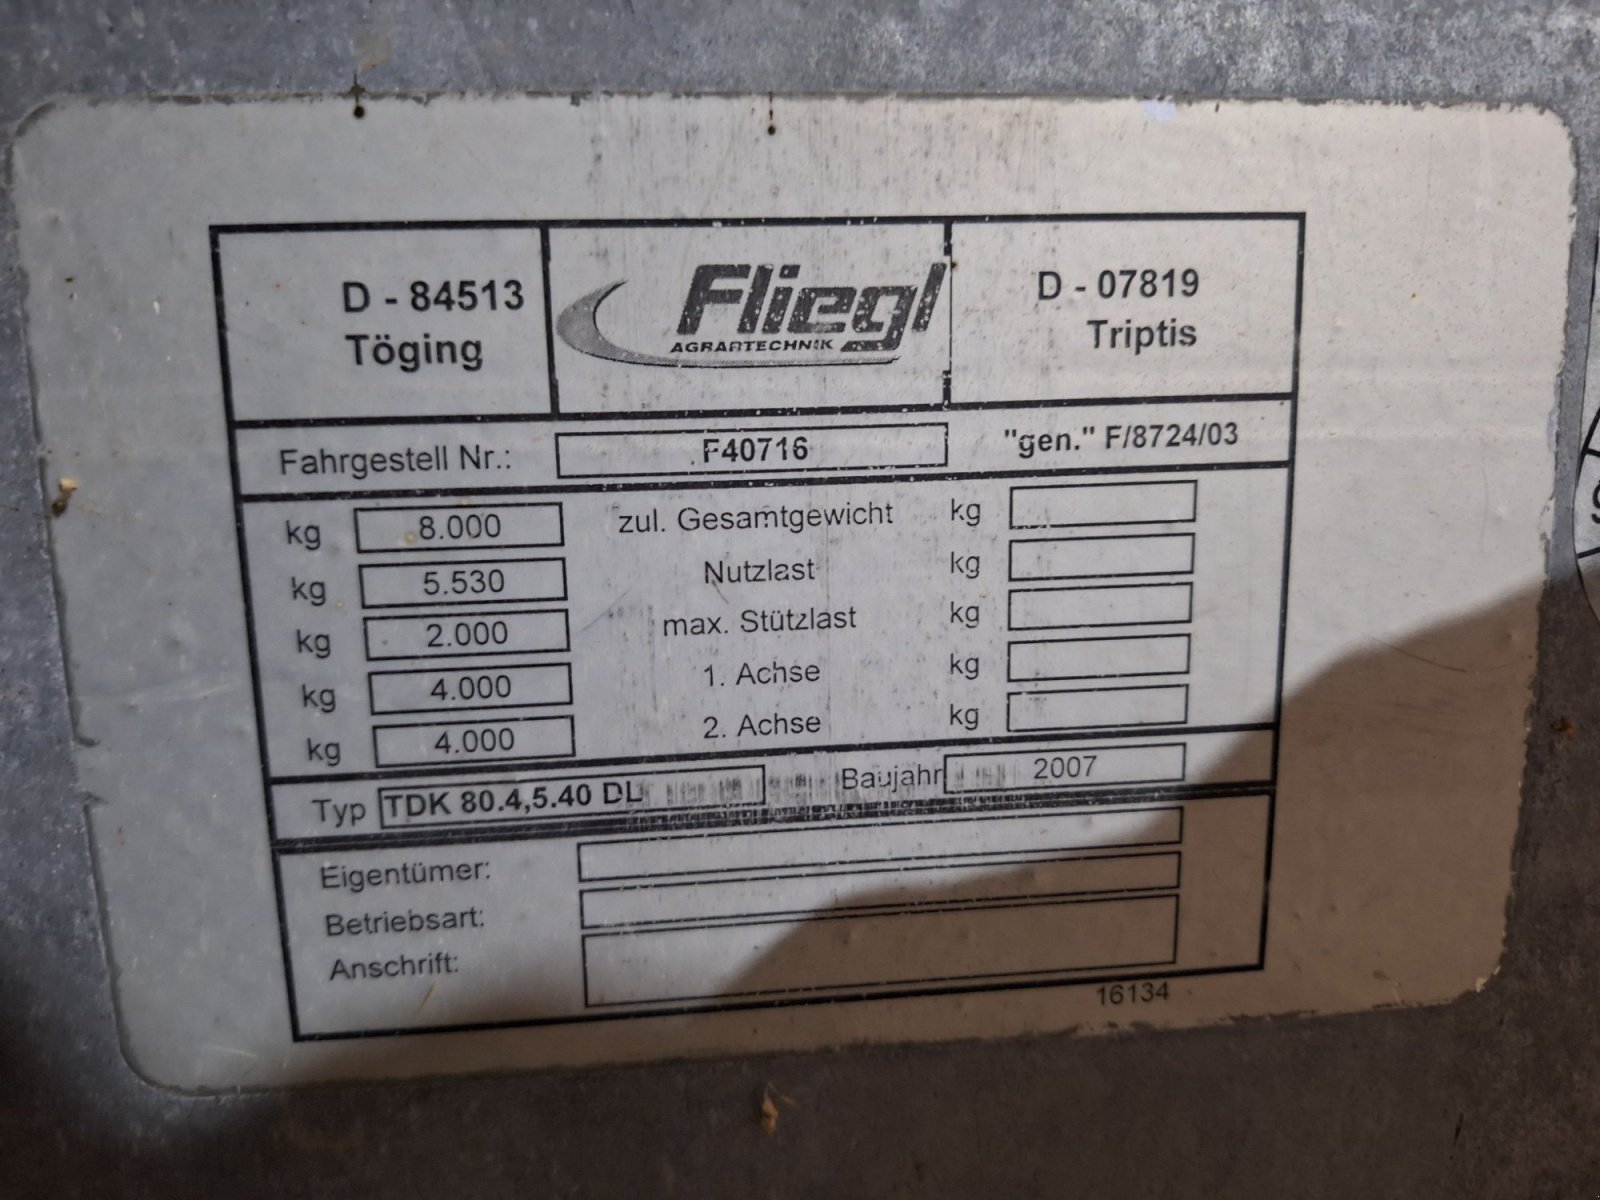 D - 84513
Töging
Fliegl
AGRARTECHNIK
D - 07819
Triptis
Fahrgestell Nr.: F40716 "gen." F/8724/03
kg 8.000 zul. Gesamtgewicht kg
kg 5.530 Nutzlast kg
kg 2.000 max. Stützlast kg
kg 4.000 1. Achse kg
kg 4.000 2. Achse kg
Typ TDK 80.4,5.40 DL Baujahr 2007
Eigentümer:
Betriebsart:
Anschrift:
16134